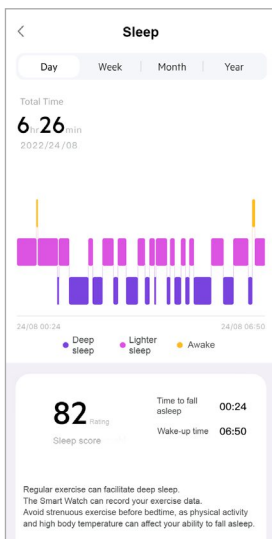 Sleep
Day Week Month Year
Total Time
6hr26min
2022/24/08
24/08 00:24 24/08 06:50
Deep sleep Lighter sleep Awake
82 Rating
Sleep score
Time to fall asleep 00:24
Wake-up time 06:50
Regular exercise can facilitate deep sleep.
The Smart Watch can record your exercise data.
Avoid strenuous exercise before bedtime, as physical activity
and high body temperature can affect your ability to fall asleep.